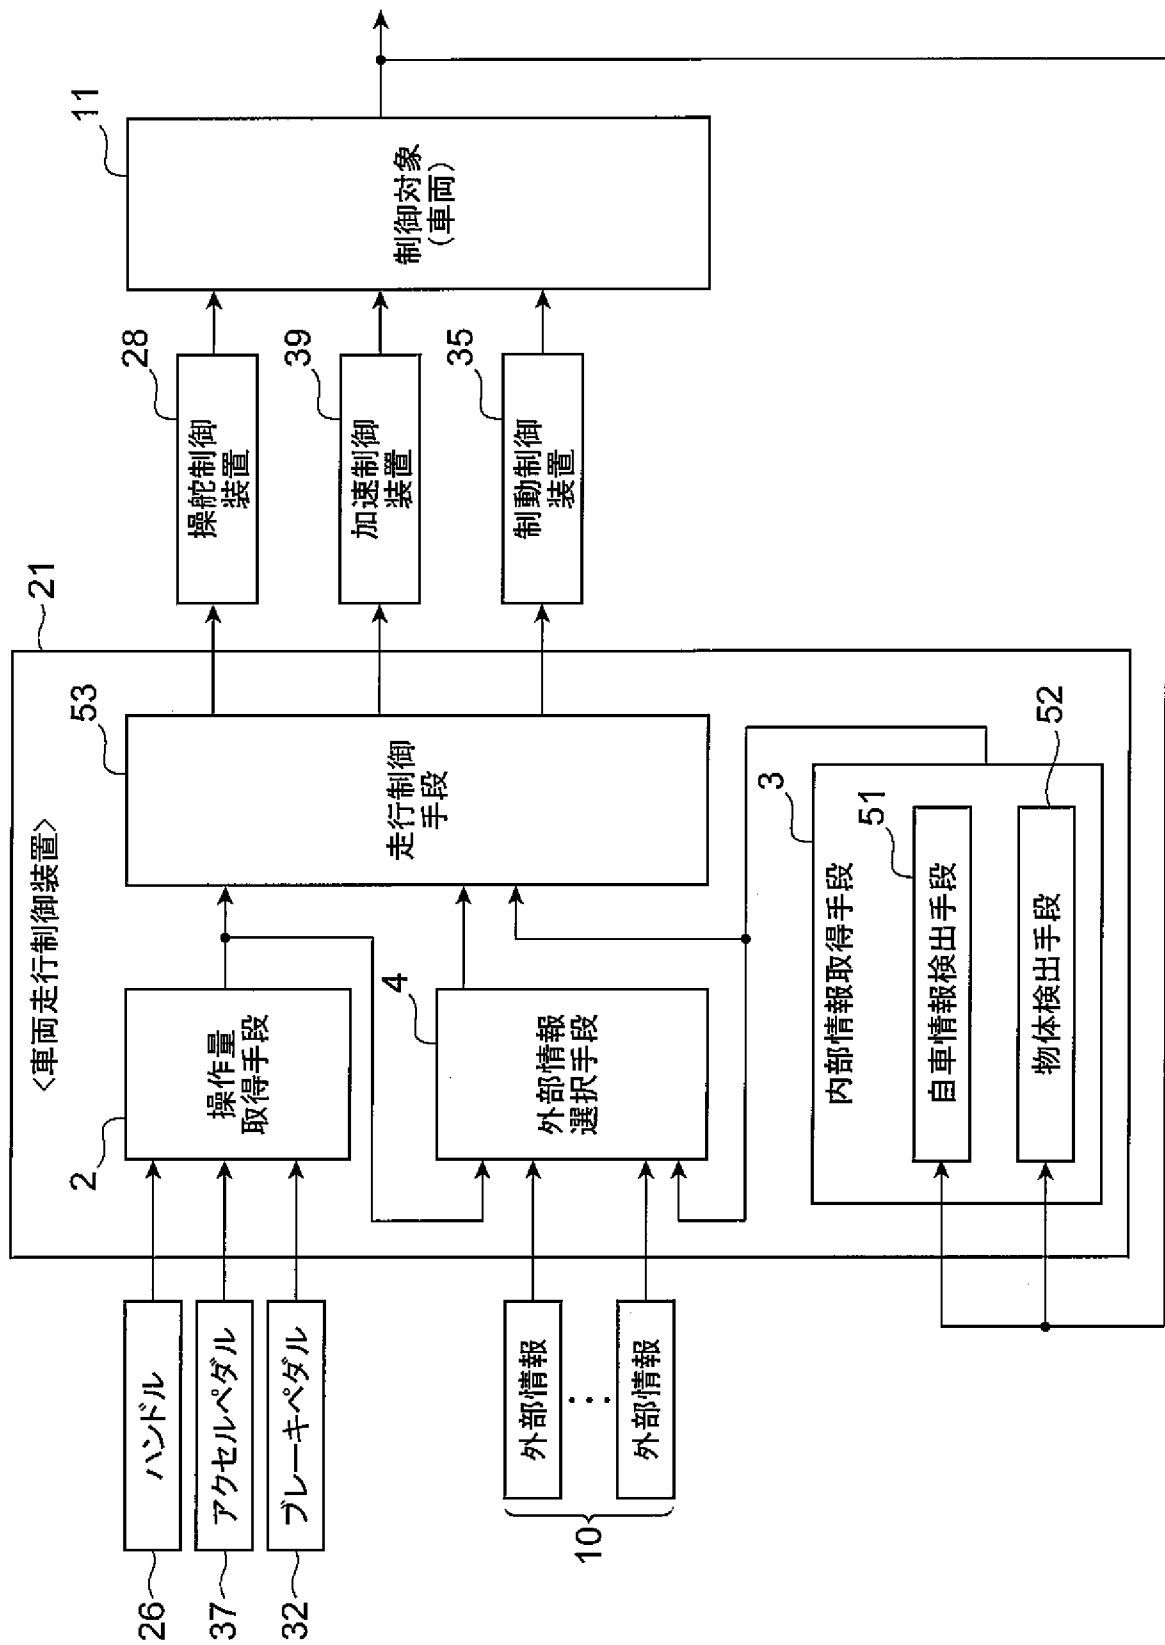 <車両走行制御装置>
21
26
ハンドル
37
アクセルペダル
32
ブレーキペダル
2
操作量
取得手段
53
走行制御
手段
28
操舵制御
装置
39
加速制御
装置
35
制動制御
装置
11
制御対象
(車両)
10
外部情報
外部情報
4
外部情報
選択手段
3
内部情報取得手段
51
自車情報検出手段
52
物体検出手段